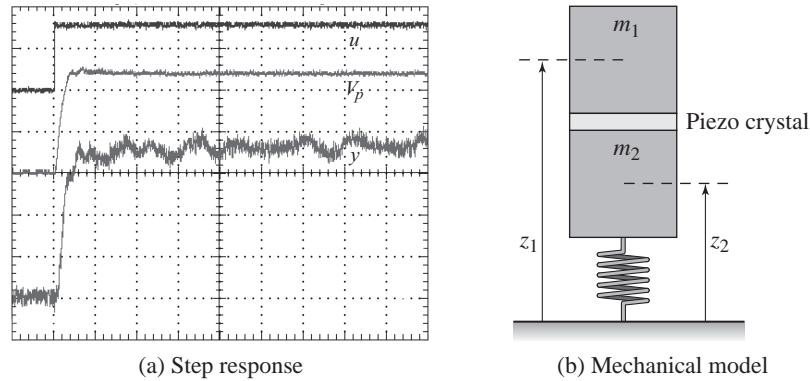 u
V_p
y
(a) Step response
m_1
Piezo crystal
m_2
z_1
z_2
(b) Mechanical model